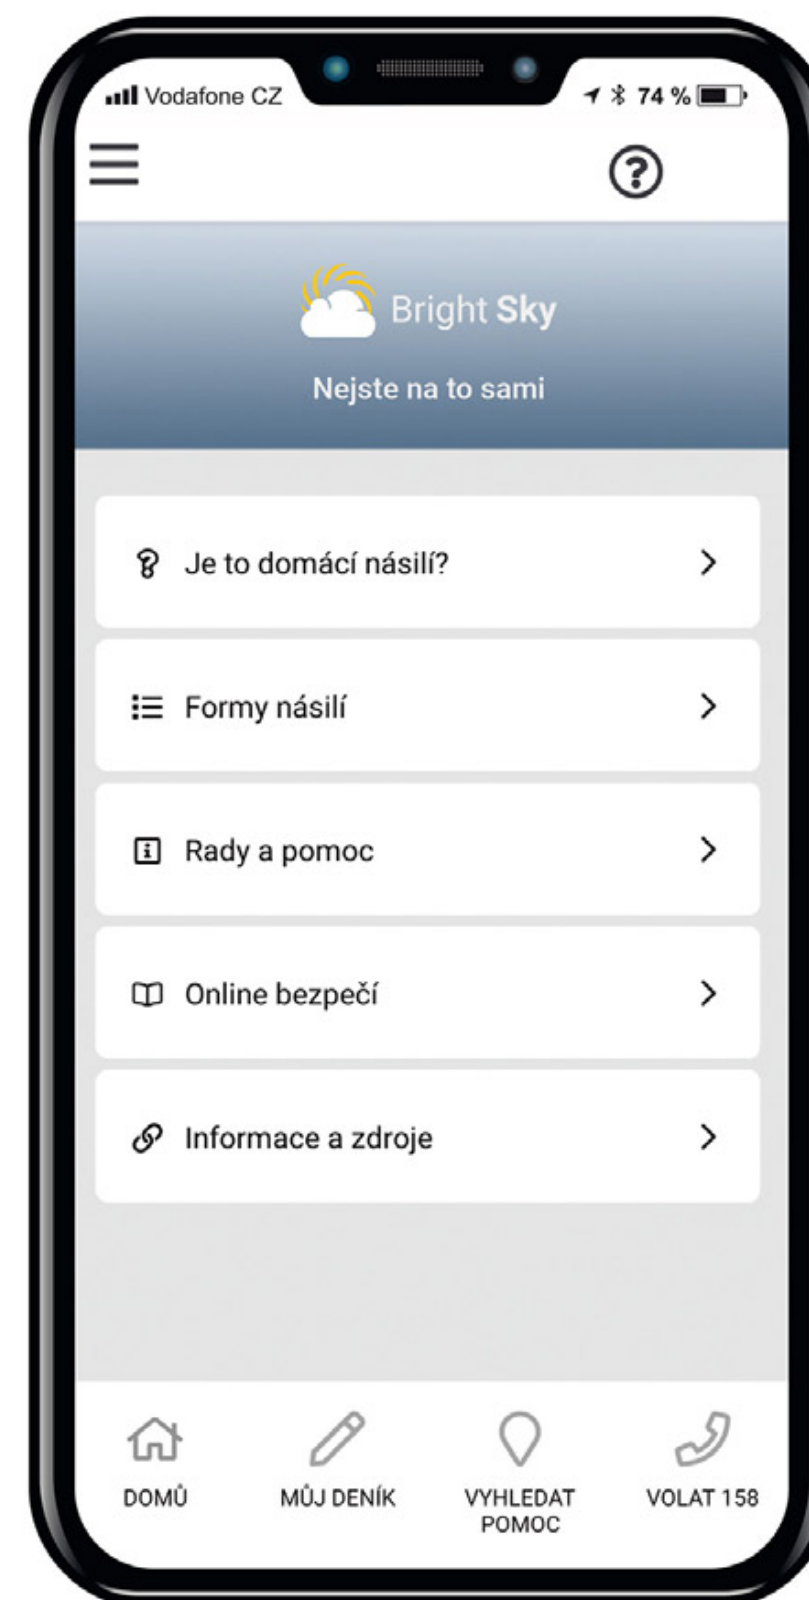 Vodafone CZ
74 %
Bright Sky
Nejste na to sami
Je to domácí násilí?
Formy násilí
Rady a pomoc
Online bezpečí
Informace a zdroje
DOMŮ
MŮJ DENÍK
VYHLEDAT
POMOC
VOLAT 158